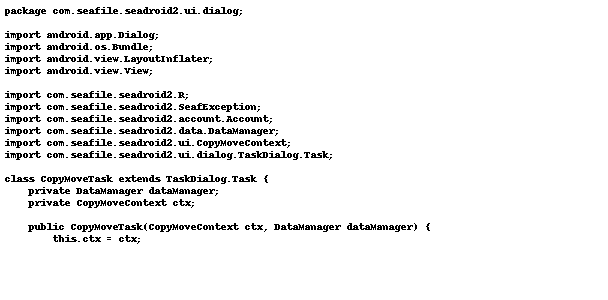 package com.seafile.seadroid2.ui.dialog;

import android.app.Dialog;
import android.os.Bundle;
import android.view.LayoutInflater;
import android.view.View;

import com.seafile.seadroid2.R;
import com.seafile.seadroid2.SeafException;
import com.seafile.seadroid2.account.Account;
import com.seafile.seadroid2.data.DataManager;
import com.seafile.seadroid2.ui.CopyMoveContext;
import com.seafile.seadroid2.ui.dialog.TaskDialog.Task;

class CopyMoveTask extends TaskDialog.Task {
    private DataManager dataManager;
    private CopyMoveContext ctx;

    public CopyMoveTask(CopyMoveContext ctx, DataManager dataManager) {
        this.ctx = ctx;